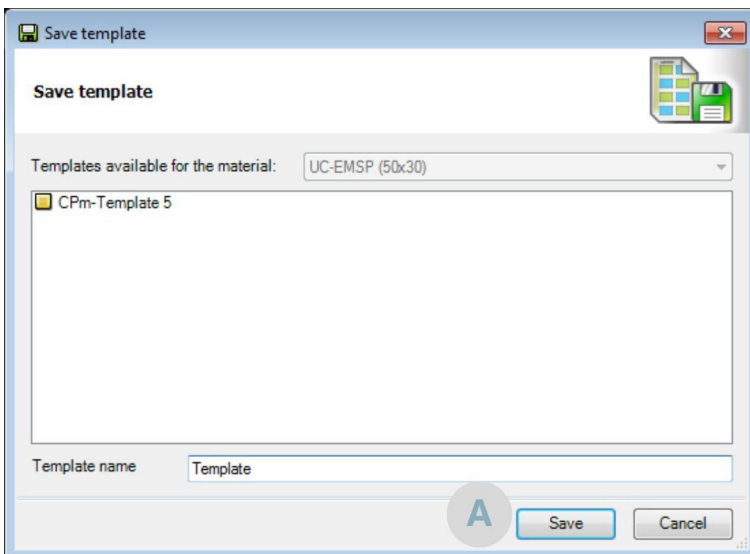 Save template
Save template
Templates available for the material: UC-EMSP (50x30)
CPm-Template 5
Template name Template
A Save Cancel